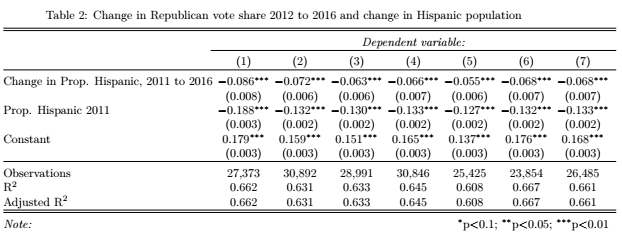 Table 2: Change in Republican vote share 2012 to 2016 and change in Hispanic population
Dependent variable:
(1) (2) (3) (4) (5) (6) (7)
Change in Prop. Hispanic, 2011 to 2016 −0.086*** −0.072*** −0.063*** −0.066*** −0.055*** −0.068*** −0.068***
(0.008) (0.006) (0.006) (0.007) (0.006) (0.007) (0.007)
Prop. Hispanic 2011 −0.188*** −0.132*** −0.130*** −0.133*** −0.127*** −0.132*** −0.133***
(0.003) (0.002) (0.002) (0.002) (0.002) (0.002) (0.002)
Constant 0.179*** 0.159*** 0.151*** 0.165*** 0.137*** 0.176*** 0.168***
(0.003) (0.003) (0.003) (0.003) (0.003) (0.003) (0.003)
Observations 27,373 30,892 28,991 30,846 25,425 23,854 26,485
R² 0.662 0.631 0.633 0.645 0.608 0.667 0.661
Adjusted R² 0.662 0.631 0.633 0.645 0.608 0.667 0.661
Note: *p<0.1; **p<0.05; ***p<0.01